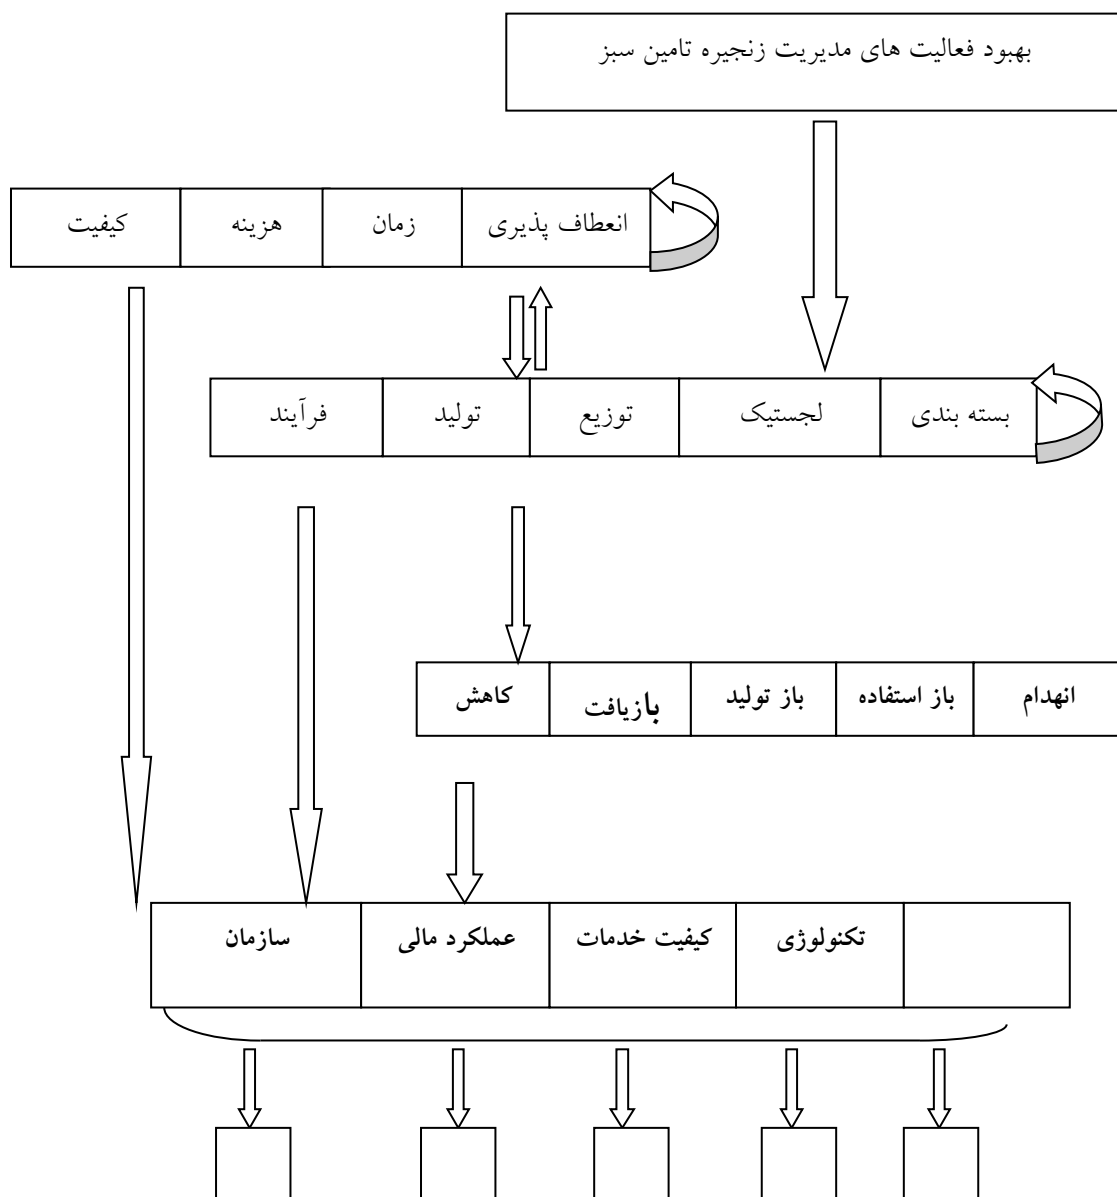 بهبود فعالیت های مدیریت زنجیره تامین سبز
انعطاف پذیری زمان هزینه کیفیت
بسته بندی لجستیک توزیع تولید فرآیند
انهدام باز استفاده باز تولید بازیافت کاهش
تکنولوژی کیفیت خدمات عملکرد مالی سازمان